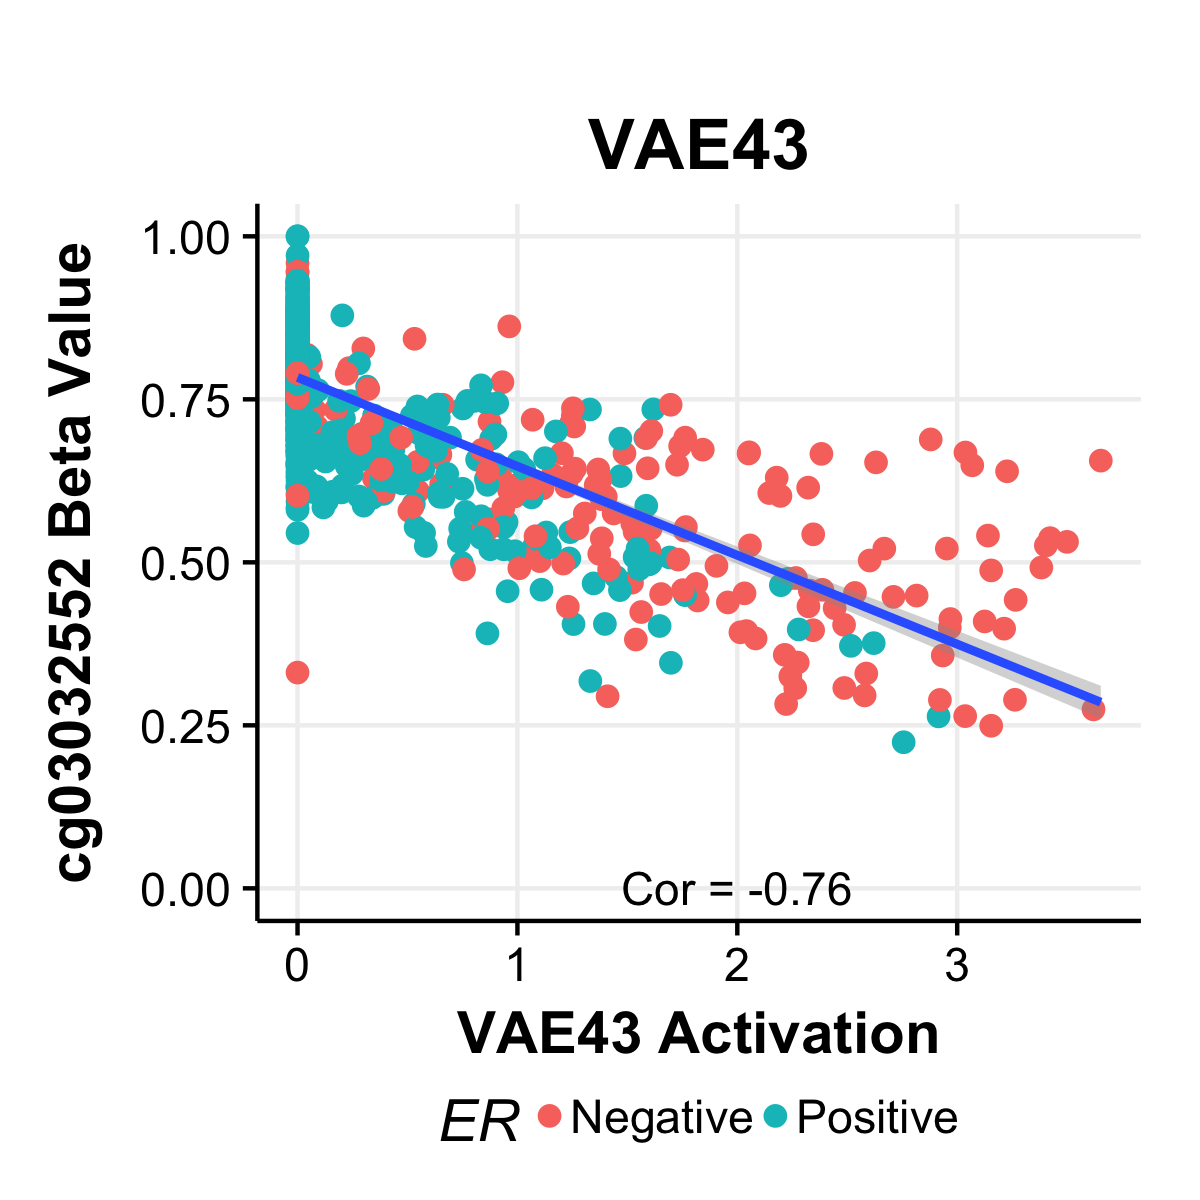 VAE43
cg03032552 Beta Value
1.00
0.75
0.50
0.25
0.00
Cor = -0.76
0 1 2 3
VAE43 Activation
ER Negative Positive